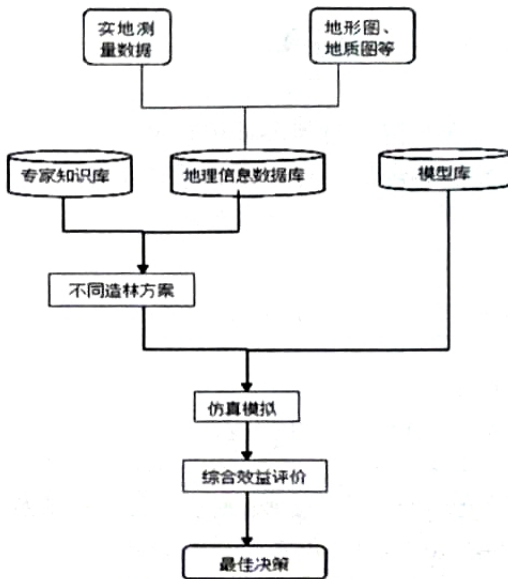 实地测
量数据
地形图、
地质图等
专家知识库
地理信息数据库
模型库
不同造林方案
仿真模拟
综合效益评价
最佳决策